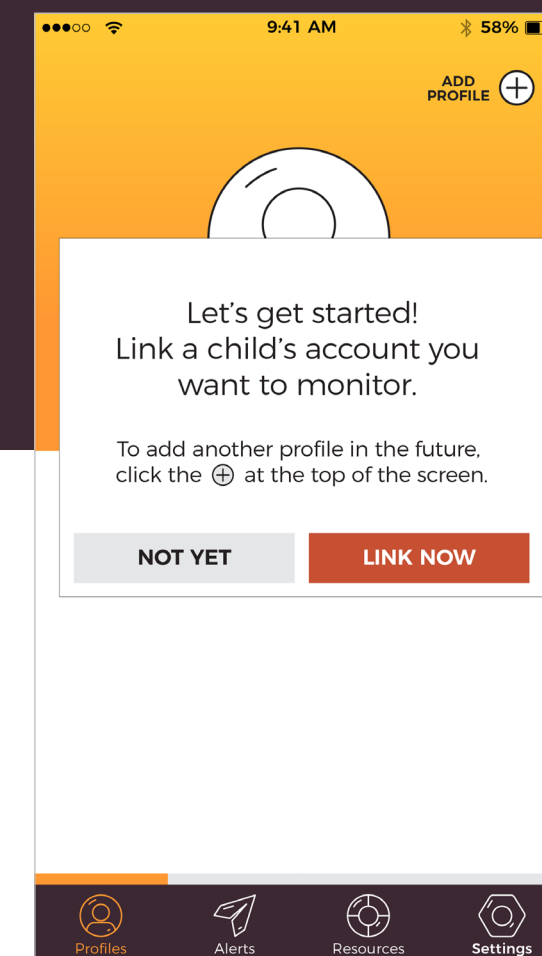 9:41 AM
58%
ADD
PROFILE
Let’s get started!
Link a child’s account you
want to monitor.
To add another profile in the future,
click the ⊕ at the top of the screen.
NOT YET
LINK NOW
Profiles
Alerts
Resources
Settings